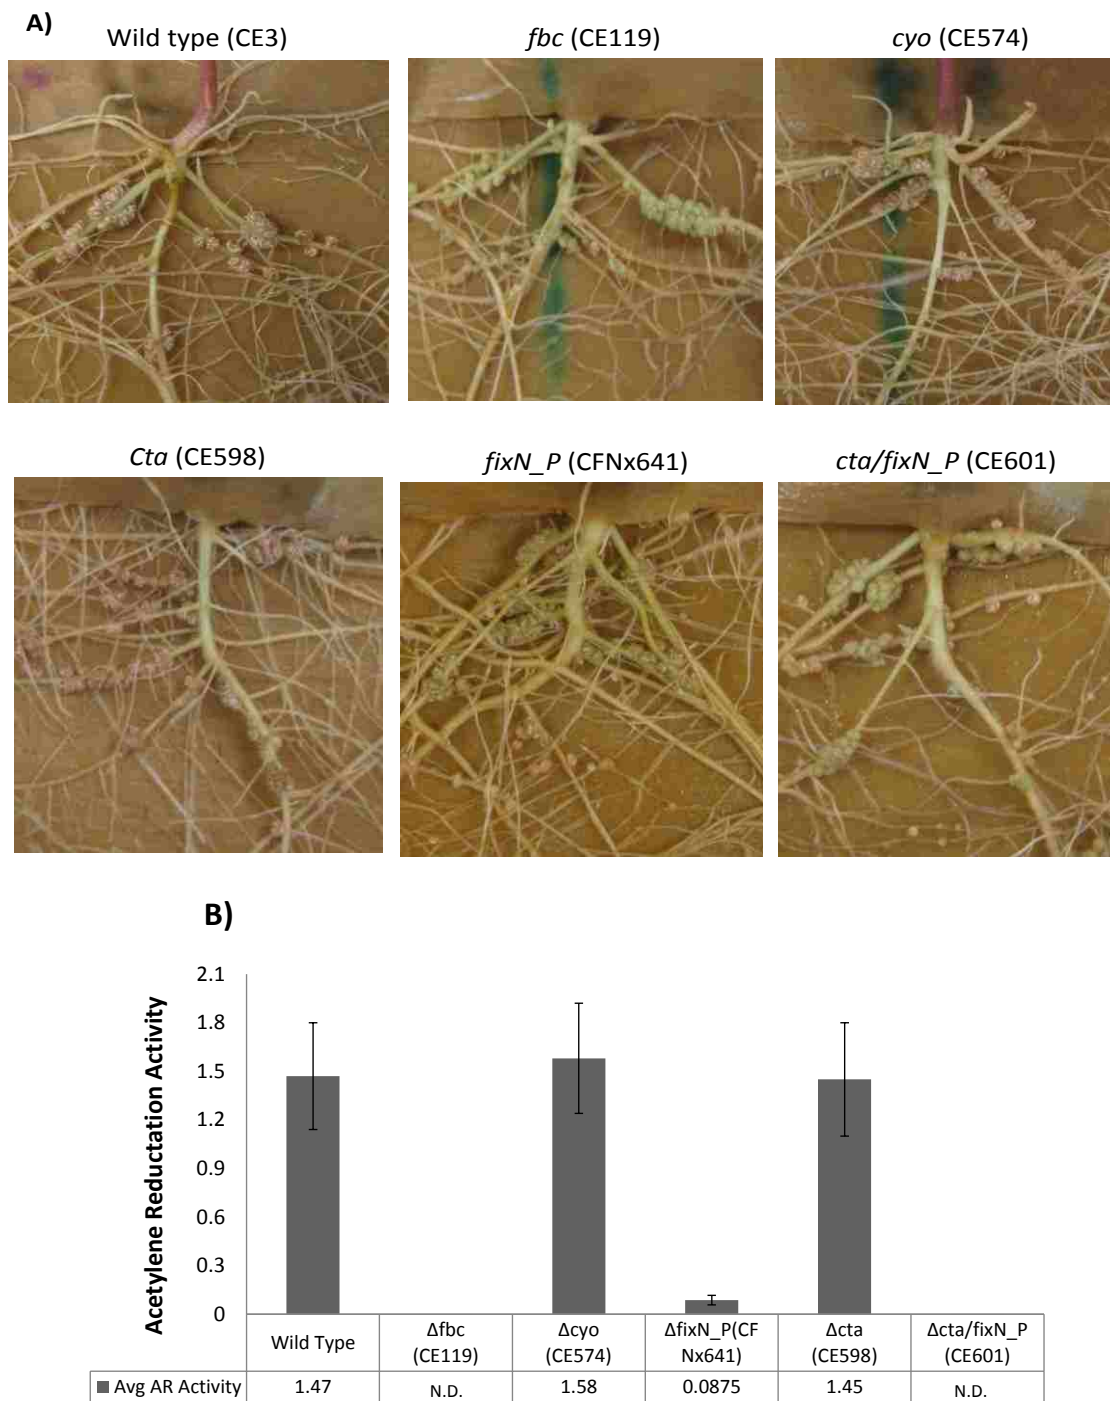 A)
Wild type (CE3)
fbc (CE119)
cyo (CE574)
Cta (CE598)
fixN_P (CFNx641)
cta/fixN_P (CE601)
B)
Acetylene Reductation Activity
2.1
1.8
1.5
1.2
0.9
0.6
0.3
0
Wild Type
Δfbc
(CE119)
Δcyo
(CE574)
ΔfixN_P(CF
Nx641)
Δcta
(CE598)
Δcta/fixN_P
(CE601)
Avg AR Activity 1.47 N.D. 1.58 0.0875 1.45 N.D.